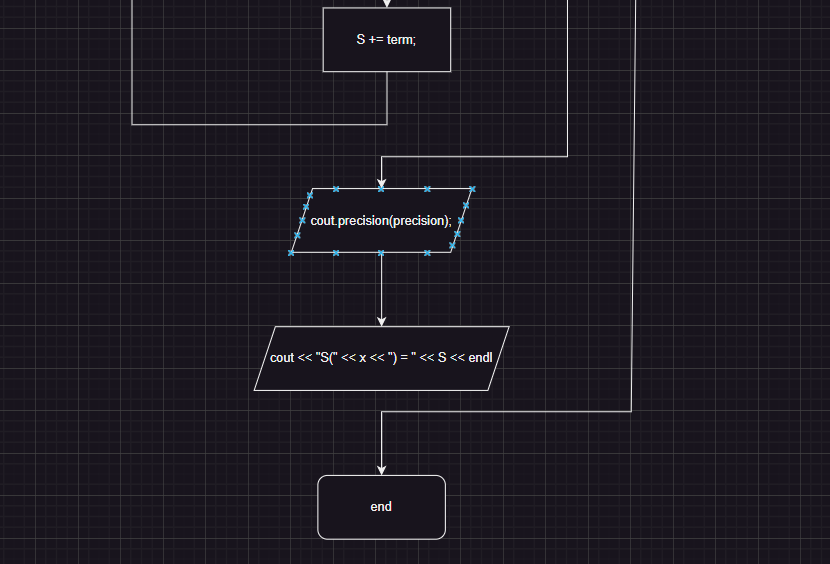 S += term;
cout.precision(precision);
cout << "S(" << x << ") = " << S << endl
end